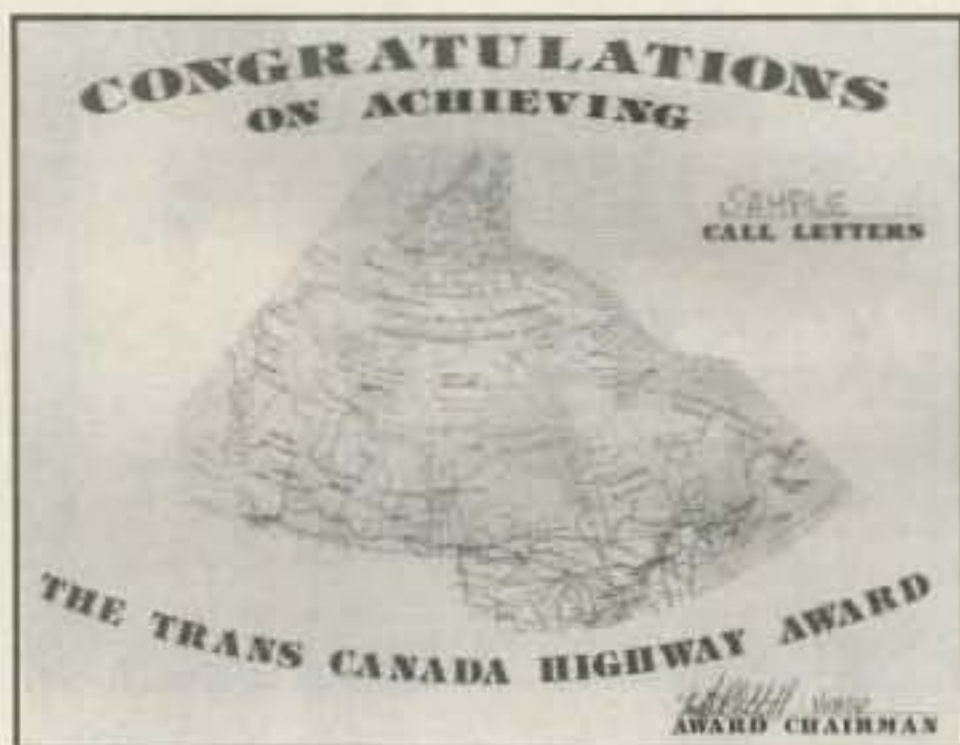 CONGRATULATIONS
ON ACHIEVING
SAMPLE
CALL LETTERS
THE TRANS CANADA HIGHWAY AWARD
AWARD CHAIRMAN